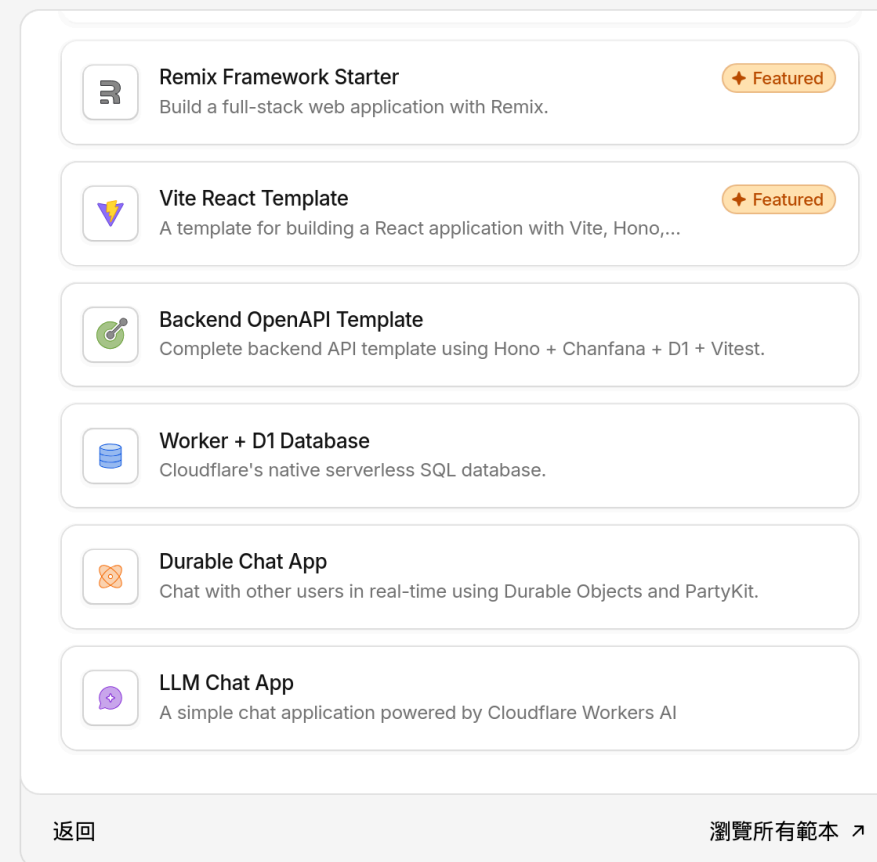 Remix Framework Starter
Featured
Build a full-stack web application with Remix.
Vite React Template
Featured
A template for building a React application with Vite, Hono,...
Backend OpenAPI Template
Complete backend API template using Hono + Chanfana + D1 + Vitest.
Worker + D1 Database
Cloudflare's native serverless SQL database.
Durable Chat App
Chat with other users in real-time using Durable Objects and PartyKit.
LLM Chat App
A simple chat application powered by Cloudflare Workers AI
返回
瀏覽所有範本